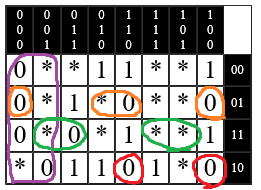 0 0 0 0 1 1 1 1
0 0 1 1 1 1 0 0
0 1 1 0 0 1 1 0
0 * * 1 1 * * 1 00
0 * 1 * 0 * * 0 01
0 * 0 * 1 * * 1 11
* 0 1 1 0 1 * 0 10